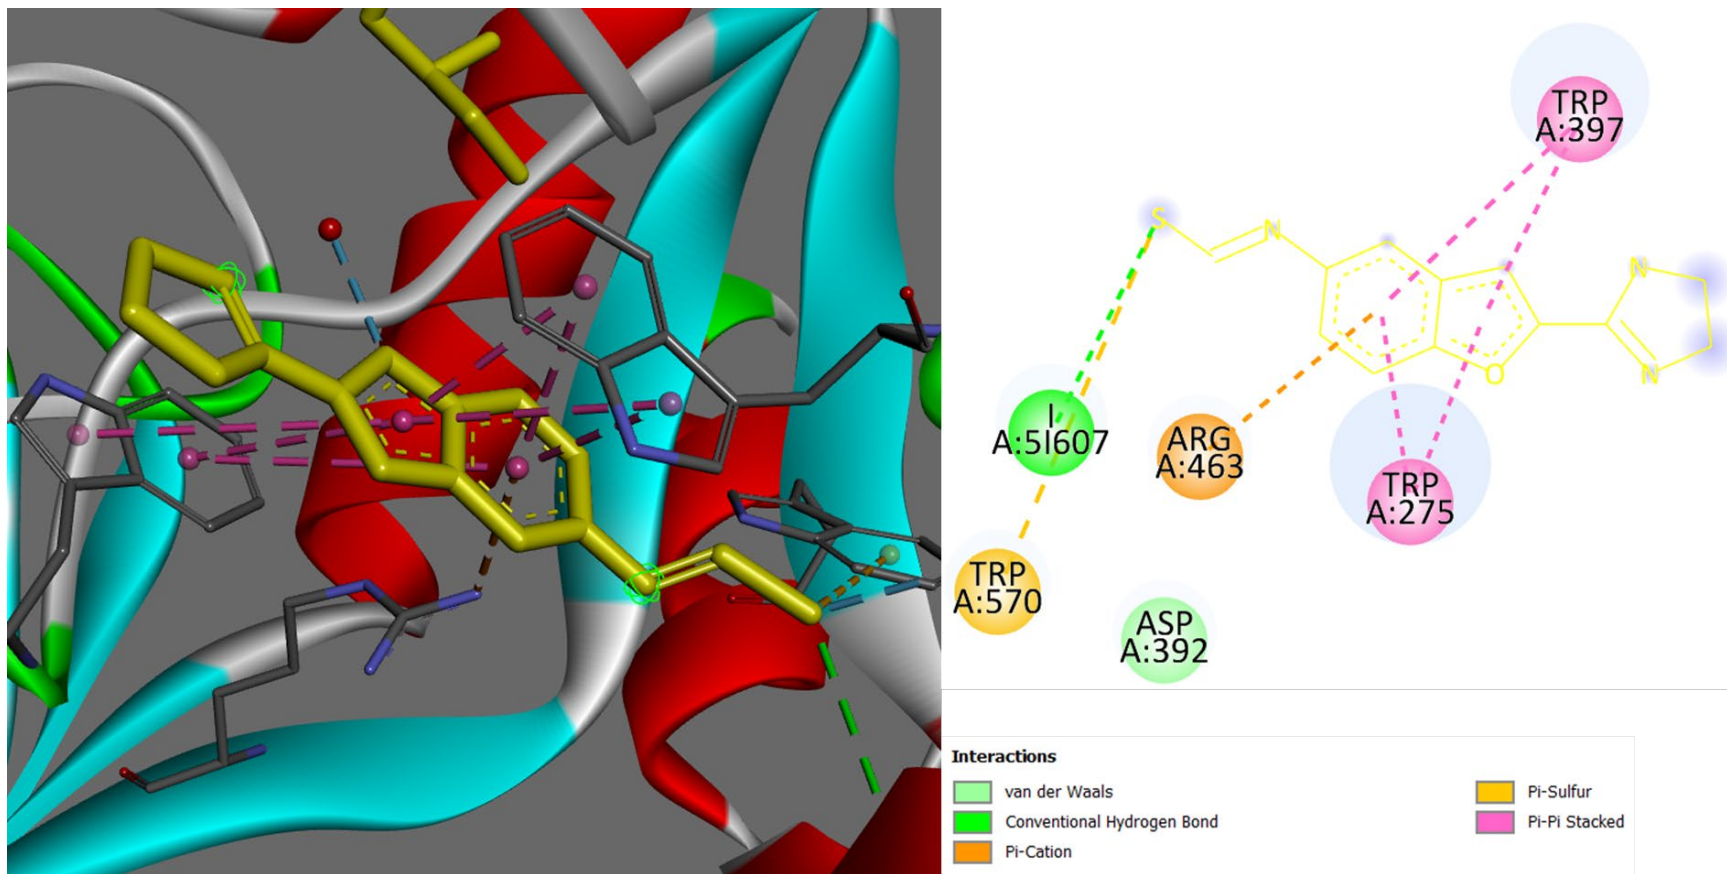 TRP
A:397
S
N
N
O
N
I
A:5I607
ARG
A:463
TRP
A:275
TRP
A:570
ASP
A:392
Interactions
van der Waals
Conventional Hydrogen Bond
Pi-Cation
Pi-Sulfur
Pi-Pi Stacked